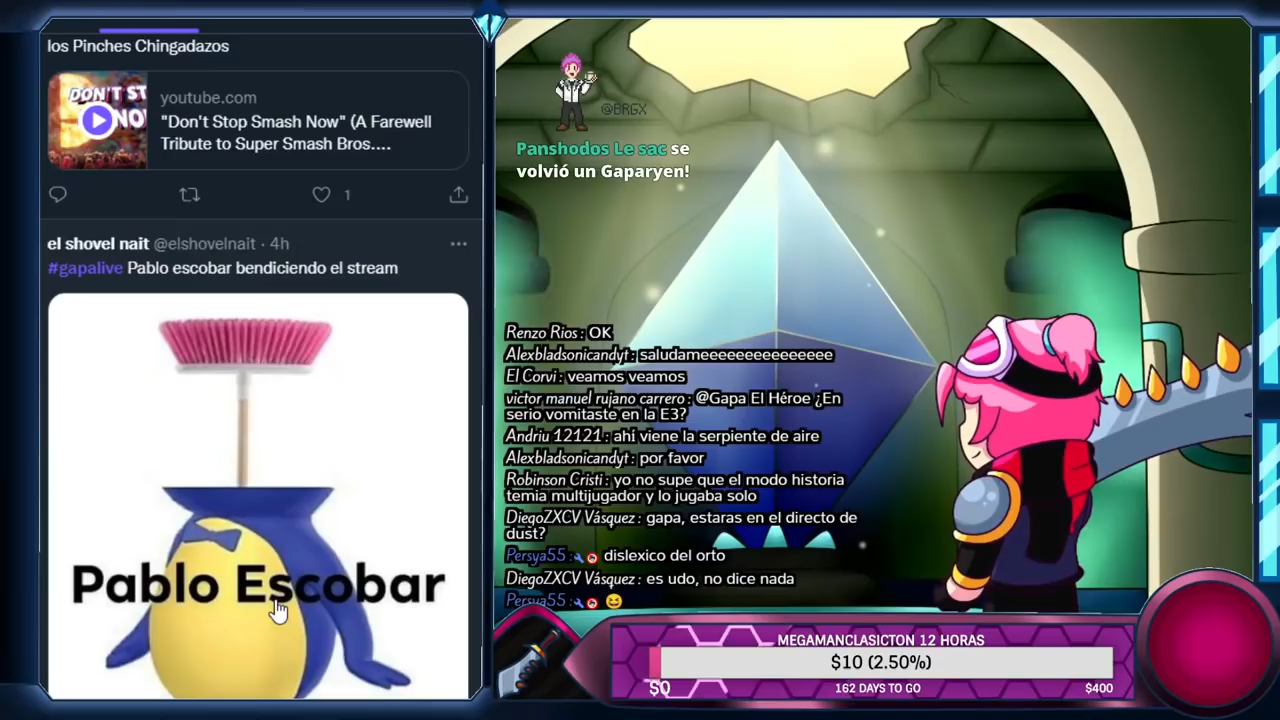 los Pinches Chingadazos
DON'T ST
NO
youtube.com
"Don't Stop Smash Now" (A Farewell
Tribute to Super Smash Bros....
1
el shovel nait @elshovelnait · 4h
#gapalive Pablo escobar bendiciendo el stream
Pablo Escobar
@BRGX
Panshodos Le sac se
volvió un Gaparyen!
Renzo Rios : OK
Alexbladsonicandyt : saludameeeeeeeeeeeeeee
El Corvi : veamos veamos
victor manuel rujano carrero : @Gapa El Héroe ¿En
serio vomitaste en la E3?
Andriu 12121 : ahí viene la serpiente de aire
Alexbladsonicandyt : por favor
Robinson Cristi : yo no supe que el modo historia
temia multijugador y lo jugaba solo
DiegoZXCV Vásquez : gapa, estaras en el directo de
dust?
Persya55 : dislexico del orto
DiegoZXCV Vásquez : es udo, no dice nada
Persya55 :
MEGAMANCLASICTON 12 HORAS
$10 (2.50%)
$0 162 DAYS TO GO $400